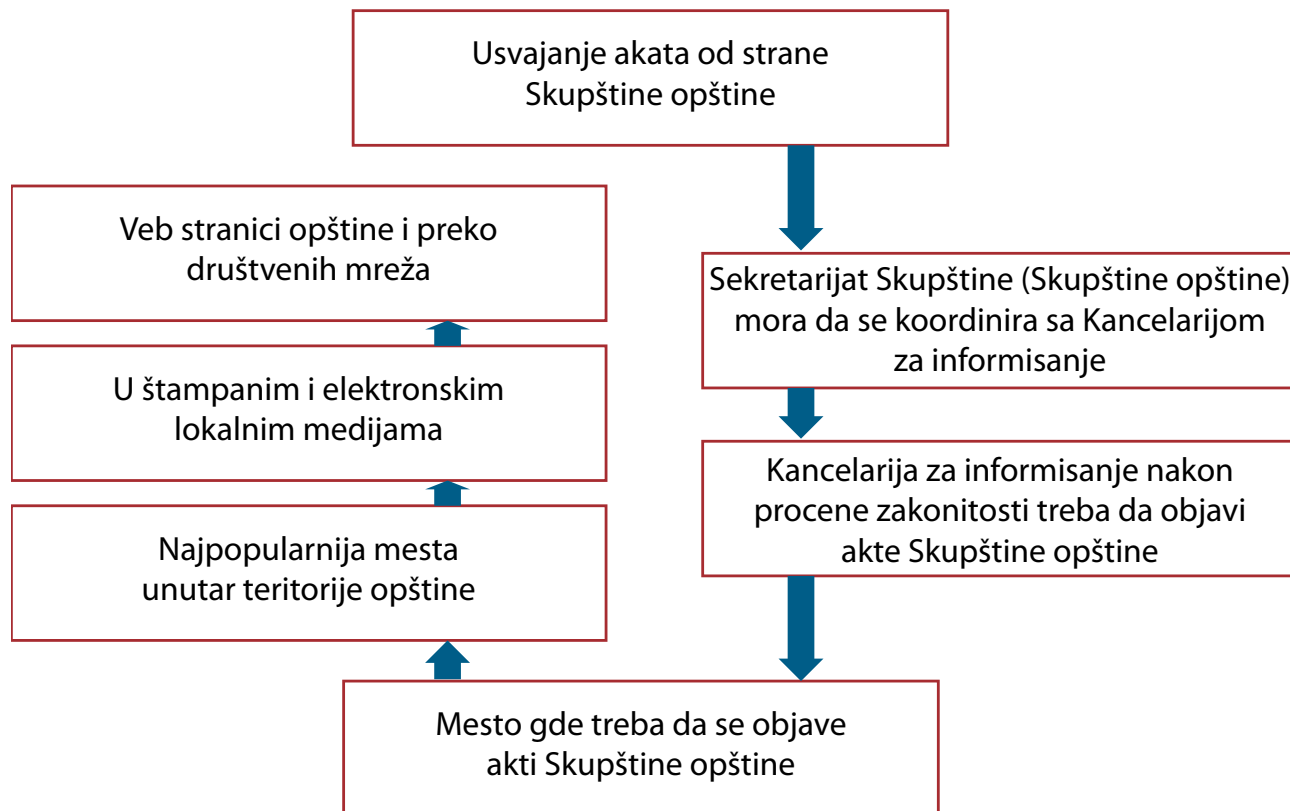 Usvajanje akata od strane
Skupštine opštine
Veb stranici opštine i preko
društvenih mreža
Sekretarijat Skupštine (Skupštine opštine)
mora da se koordinira sa Kancelarijom
za informisanje
U štampanim i elektronskim
lokalnim medijama
Kancelarija za informisanje nakon
procene zakonitosti treba da objavi
akte Skupštine opštine
Najpopularnija mesta
unutar teritorije opštine
Mesto gde treba da se objave
akti Skupštine opštine